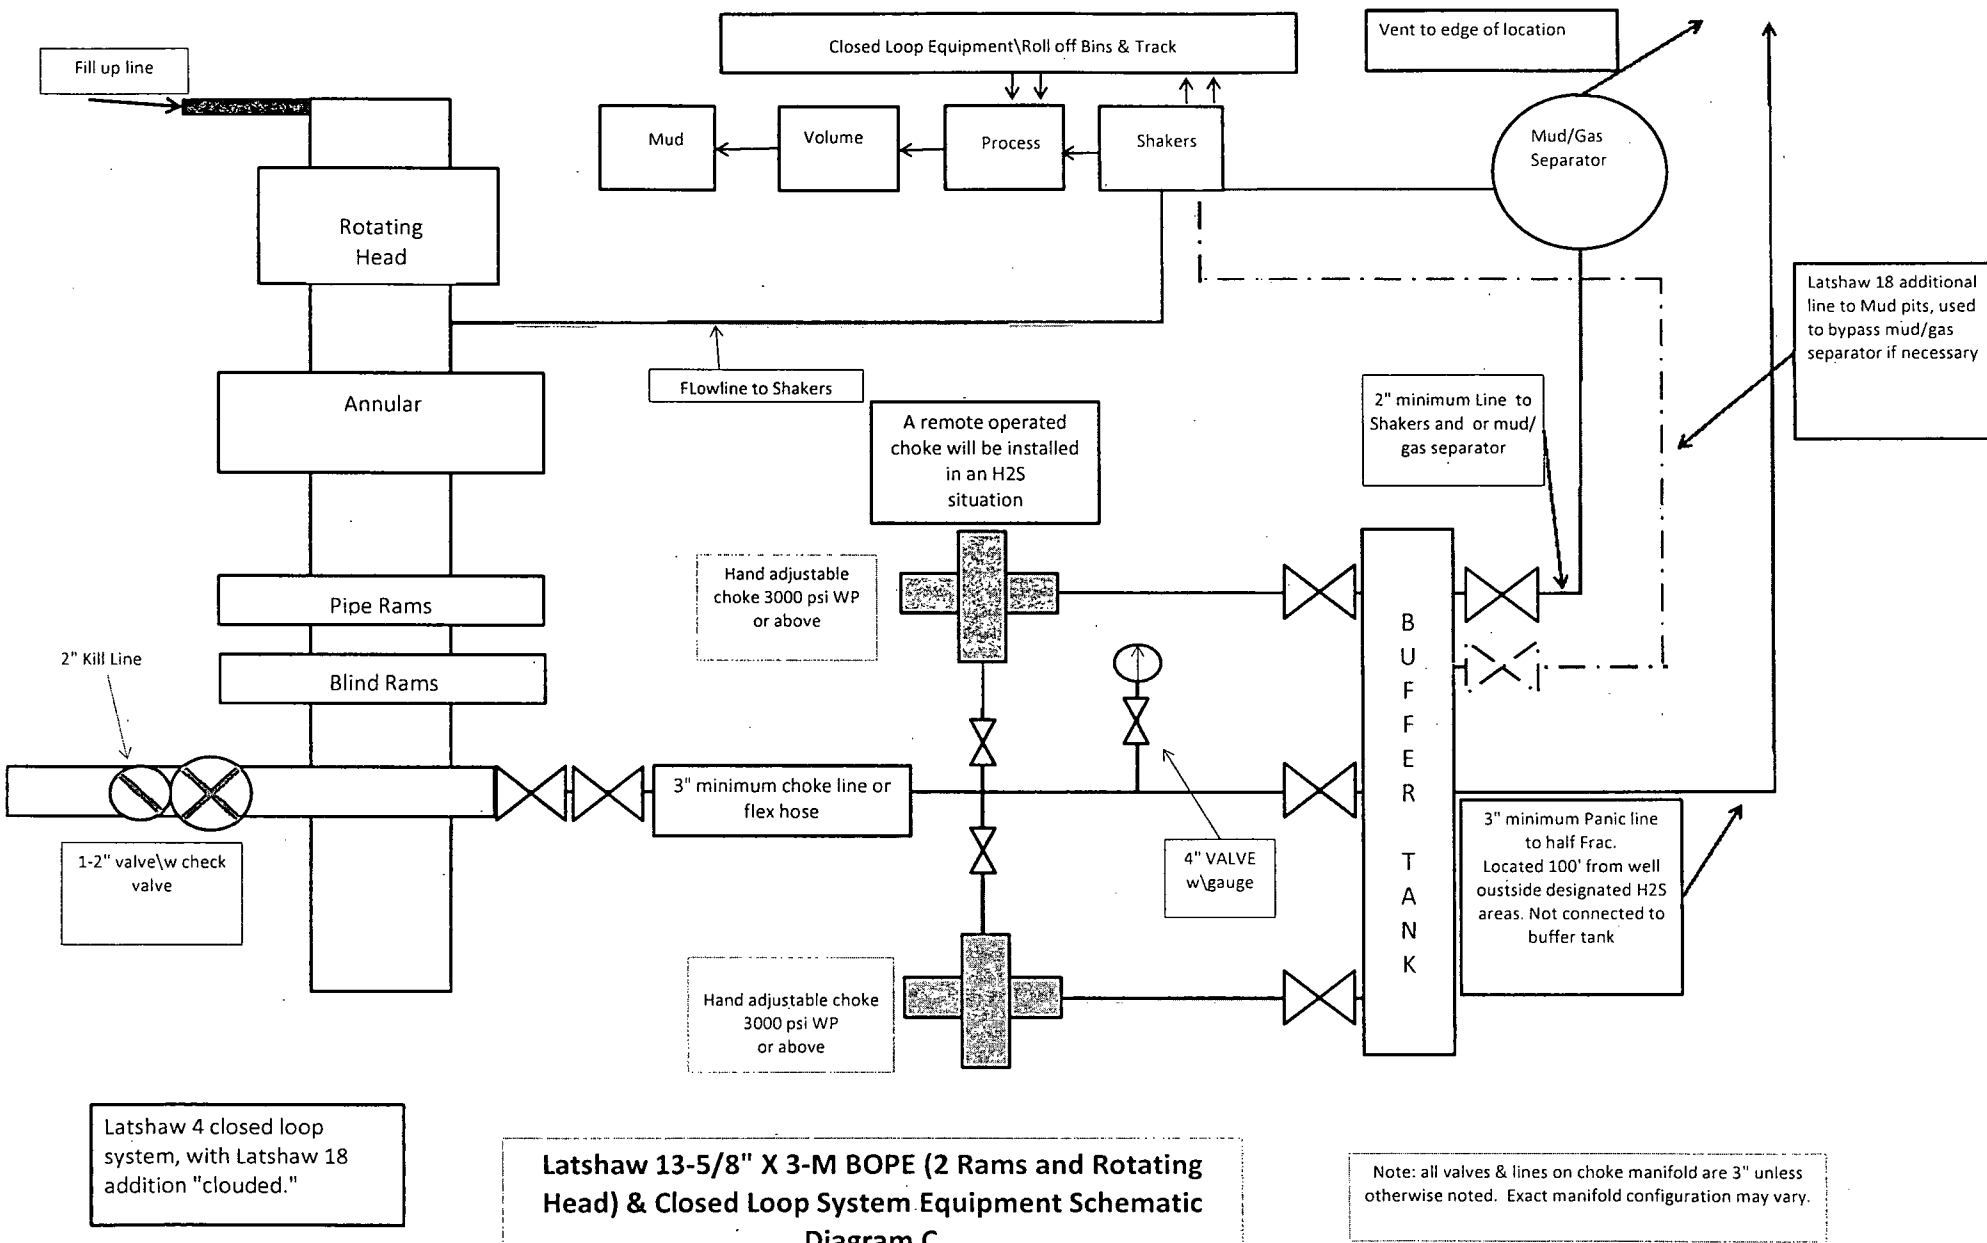 Fill up line
Closed Loop Equipment\Roll off Bins & Track
Vent to edge of location
Mud
Volume
Process
Shakers
Mud/Gas
Separator
Rotating
Head
Latshaw 18 additional
line to Mud pits, used
to bypass mud/gas
separator if necessary
FLowline to Shakers
Annular
2" minimum Line to
Shakers and or mud/
gas separator
A remote operated
choke will be installed
in an H2S
situation
Hand adjustable
choke 3000 psi WP
or above
Pipe Rams
Blind Rams
2" Kill Line
BUFFER TANK
3" minimum choke line or
flex hose
1-2" valve\w check
valve
4" VALVE
w\gauge
3" minimum Panic line
to half Frac.
Located 100' from well
oustside designated H2S
areas. Not connected to
buffer tank
Hand adjustable choke
3000 psi WP
or above
Latshaw 4 closed loop
system, with Latshaw 18
addition "clouded."
Latshaw 13-5/8" X 3-M BOPE (2 Rams and Rotating
Head) & Closed Loop System Equipment Schematic
Diagram C
Note: all valves & lines on choke manifold are 3" unless
otherwise noted. Exact manifold configuration may vary.